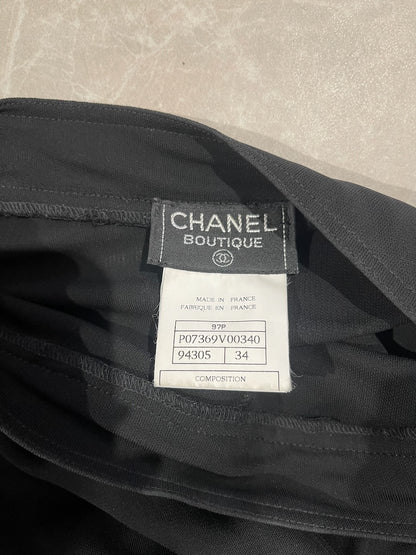 CHANEL
BOUTIQUE
MADE IN FRANCE
FABRIQUE EN FRANCE
97P
P07369V00340
94305 34
COMPOSITION